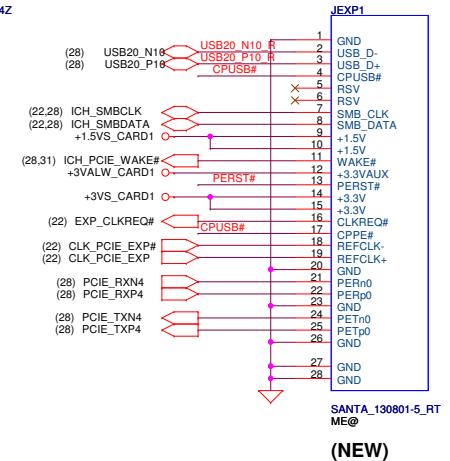 4Z
JEXP1
1 GND
(28) USB20_N10 USB20_N10_R 2 USB_D-
(28) USB20_P10 USB20_P10_R 3 USB_D+
CPUSB# 4 CPUSB#
5 RSV
6 RSV
(22,28) ICH_SMBCLK 7 SMB_CLK
(22,28) ICH_SMBDATA 8 SMB_DATA
+1.5VS_CARD1 9 +1.5V
10 +1.5V
(28,31) ICH_PCIE_WAKE# 11 WAKE#
+3VALW_CARD1 12 +3.3VAUX
PERST# 13 PERST#
+3VS_CARD1 14 +3.3V
15 +3.3V
(22) EXP_CLKREQ# 16 CLKREQ#
CPUSB# 17 CPPE#
(22) CLK_PCIE_EXP# 18 REFCLK-
(22) CLK_PCIE_EXP 19 REFCLK+
20 GND
(28) PCIE_RXN4 21 PERn0
(28) PCIE_RXP4 22 PERp0
23 GND
(28) PCIE_TXN4 24 PETn0
(28) PCIE_TXP4 25 PETp0
26 GND
27 GND
28 GND
SANTA_130801-5_RT
ME@
(NEW)